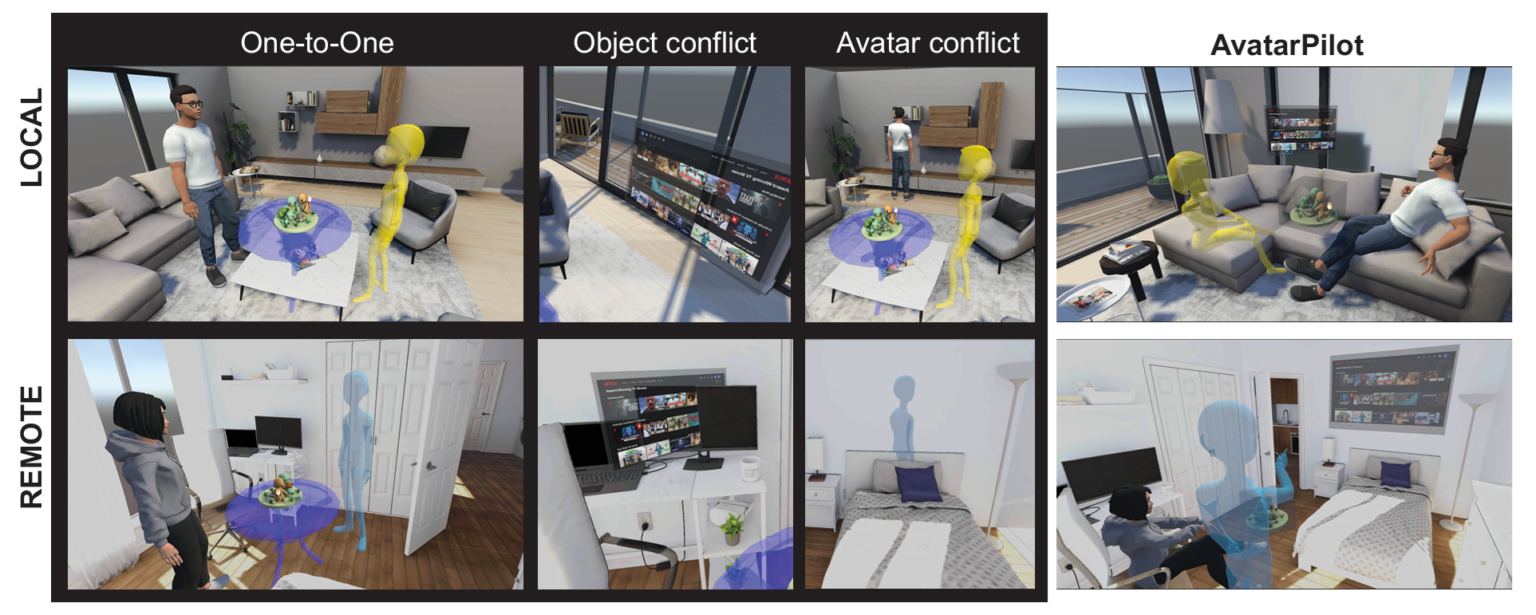 One-to-One
Object conflict
Avatar conflict
AvatarPilot
LOCAL
REMOTE